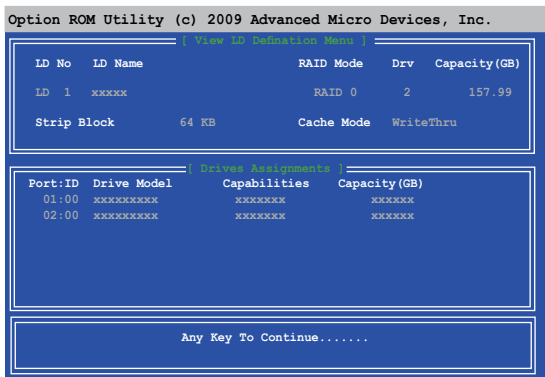 Option ROM Utility (c) 2009 Advanced Micro Devices, Inc.
[ View LD Defination Menu ]
LD No LD Name RAID Mode Drv Capacity(GB)
LD 1 xxxxx RAID 0 2 157.99
Strip Block 64 KB Cache Mode WriteThru
[ Drives Assignments ]
Port:ID Drive Model Capabilities Capacity(GB)
01:00 xxxxxxxxx xxxxxxx xxxxxx
02:00 xxxxxxxxx xxxxxxx xxxxxx
Any Key To Continue.......